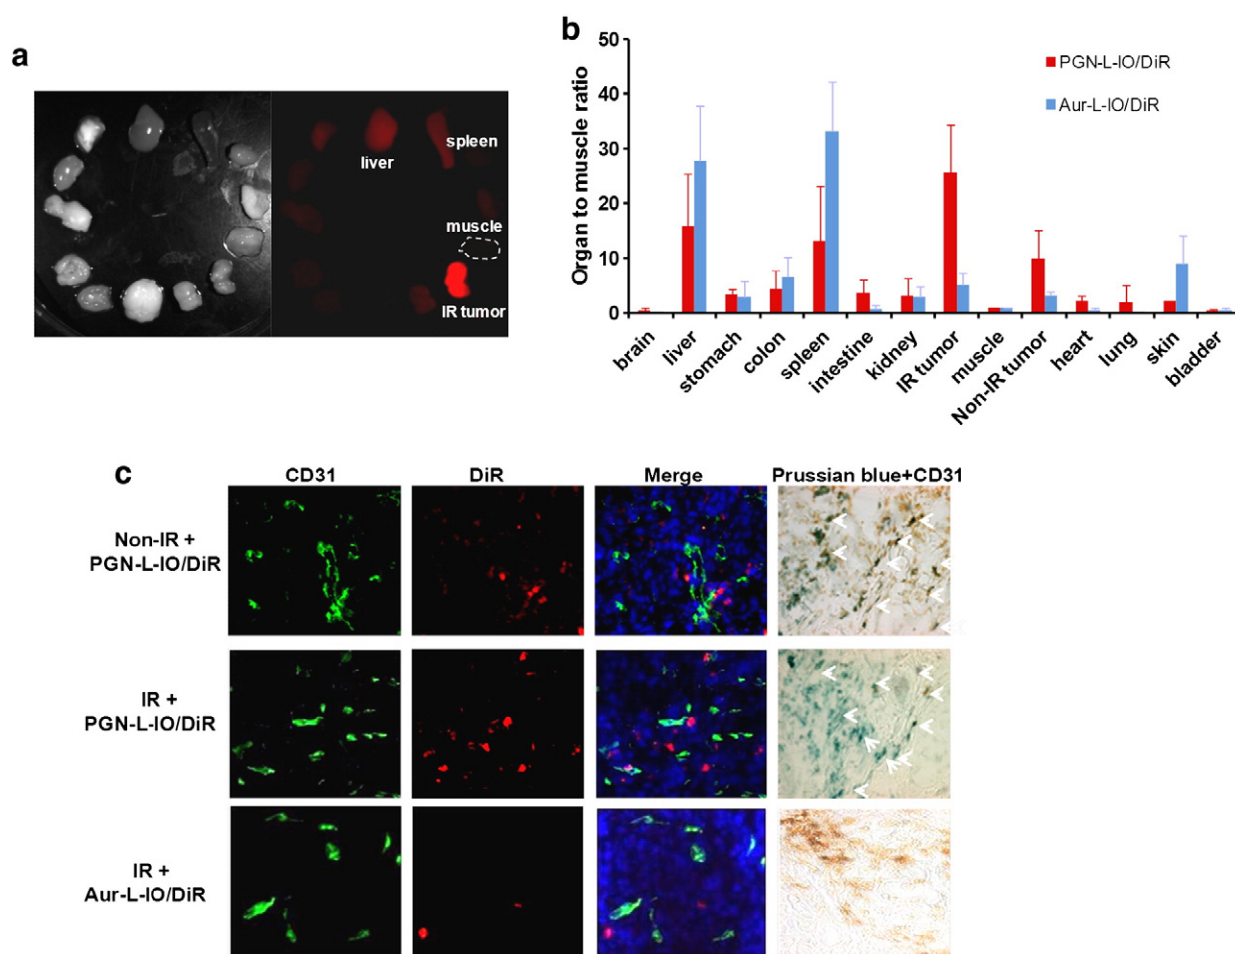 a
spleen
liver
muscle
IR tumor
b
50
40
30
20
10
0
Organ to muscle ratio
PGN-L-IO/DiR
Aur-L-IO/DiR
brain
liver
stomach
colon
spleen
intestine
kidney
IR tumor
muscle
Non-IR tumor
heart
lung
skin
bladder
c
CD31 DiR Merge Prussian blue+CD31
Non-IR +
PGN-L-IO/DiR
IR +
PGN-L-IO/DiR
IR +
Aur-L-IO/DiR